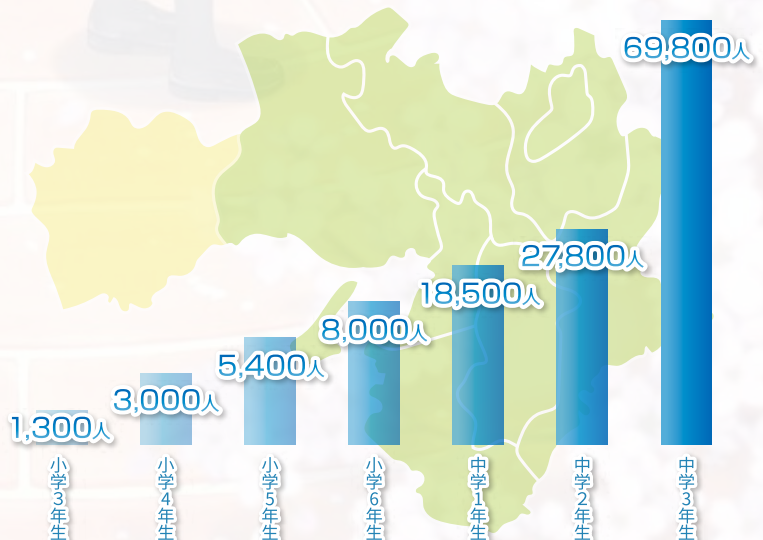 1,300人
3,000人
5,400人
8,000人
18,500人
27,800人
69,800人
小学3年生
小学4年生
小学5年生
小学6年生
中学1年生
中学2年生
中学3年生